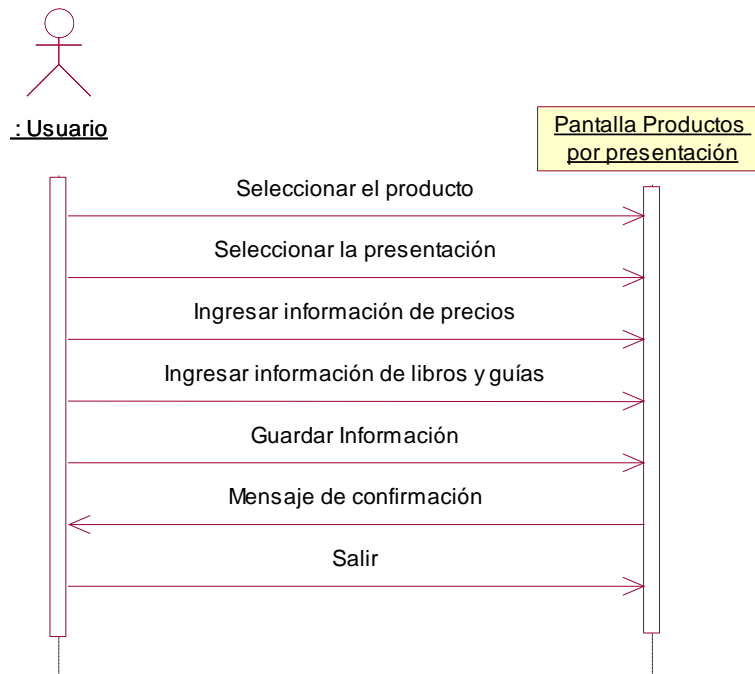 : Usuario
Pantalla Productos
por presentación
Seleccionar el producto
Seleccionar la presentación
Ingresar información de precios
Ingresar información de libros y guías
Guardar Información
Mensaje de confirmación
Salir